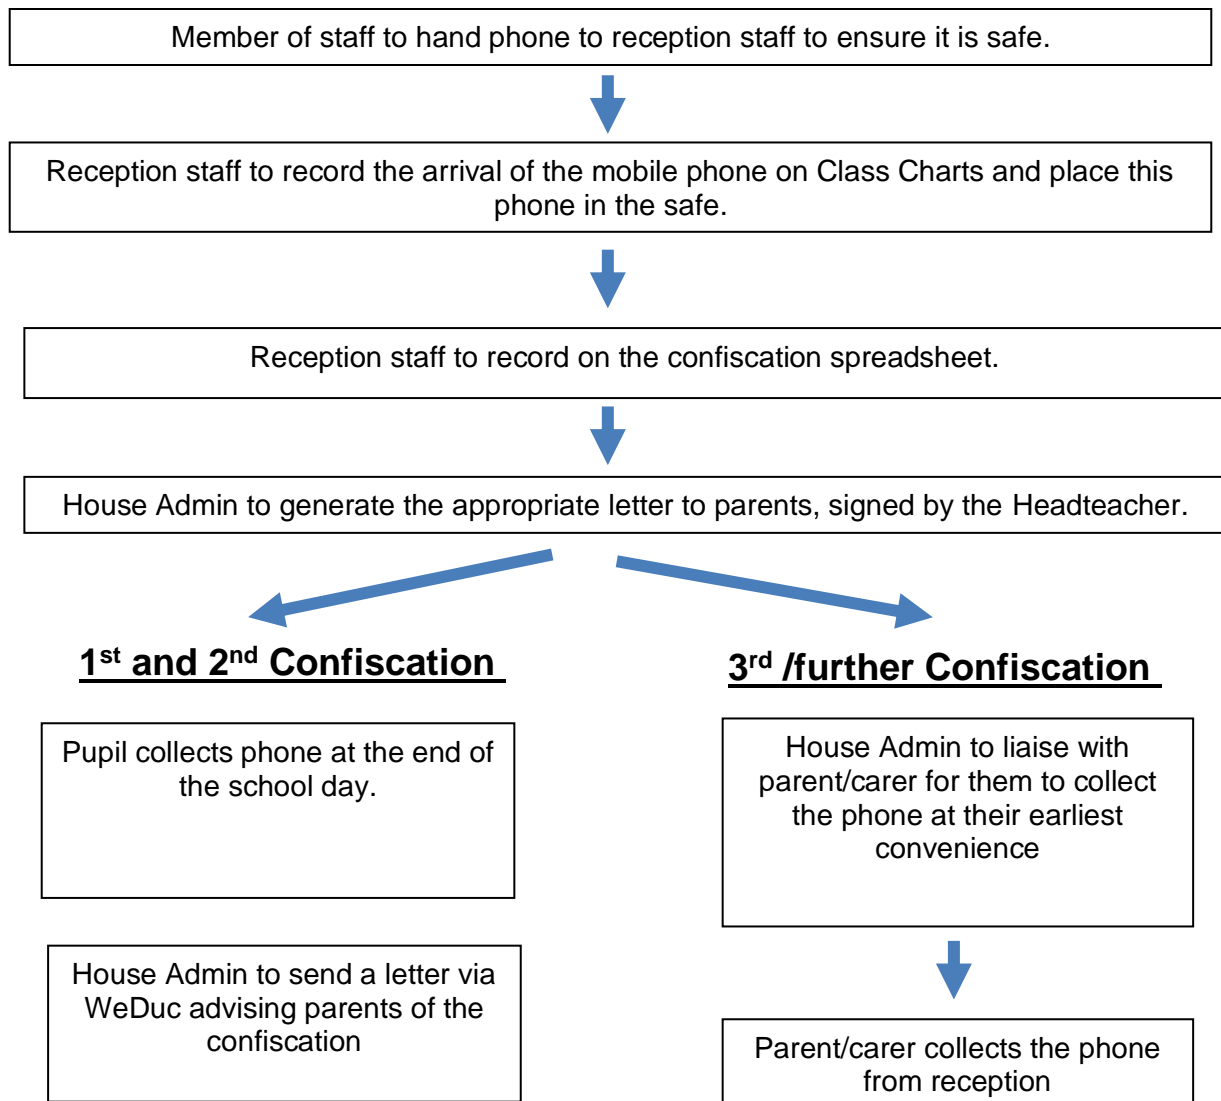 Member of staff to hand phone to reception staff to ensure it is safe.
Reception staff to record the arrival of the mobile phone on Class Charts and place this
phone in the safe.
Reception staff to record on the confiscation spreadsheet.
House Admin to generate the appropriate letter to parents, signed by the Headteacher.
1st and 2nd Confiscation
Pupil collects phone at the end of
the school day.
House Admin to send a letter via
WeDuc advising parents of the
confiscation
3rd /further Confiscation
House Admin to liaise with
parent/carer for them to collect
the phone at their earliest
convenience
Parent/carer collects the phone
from reception